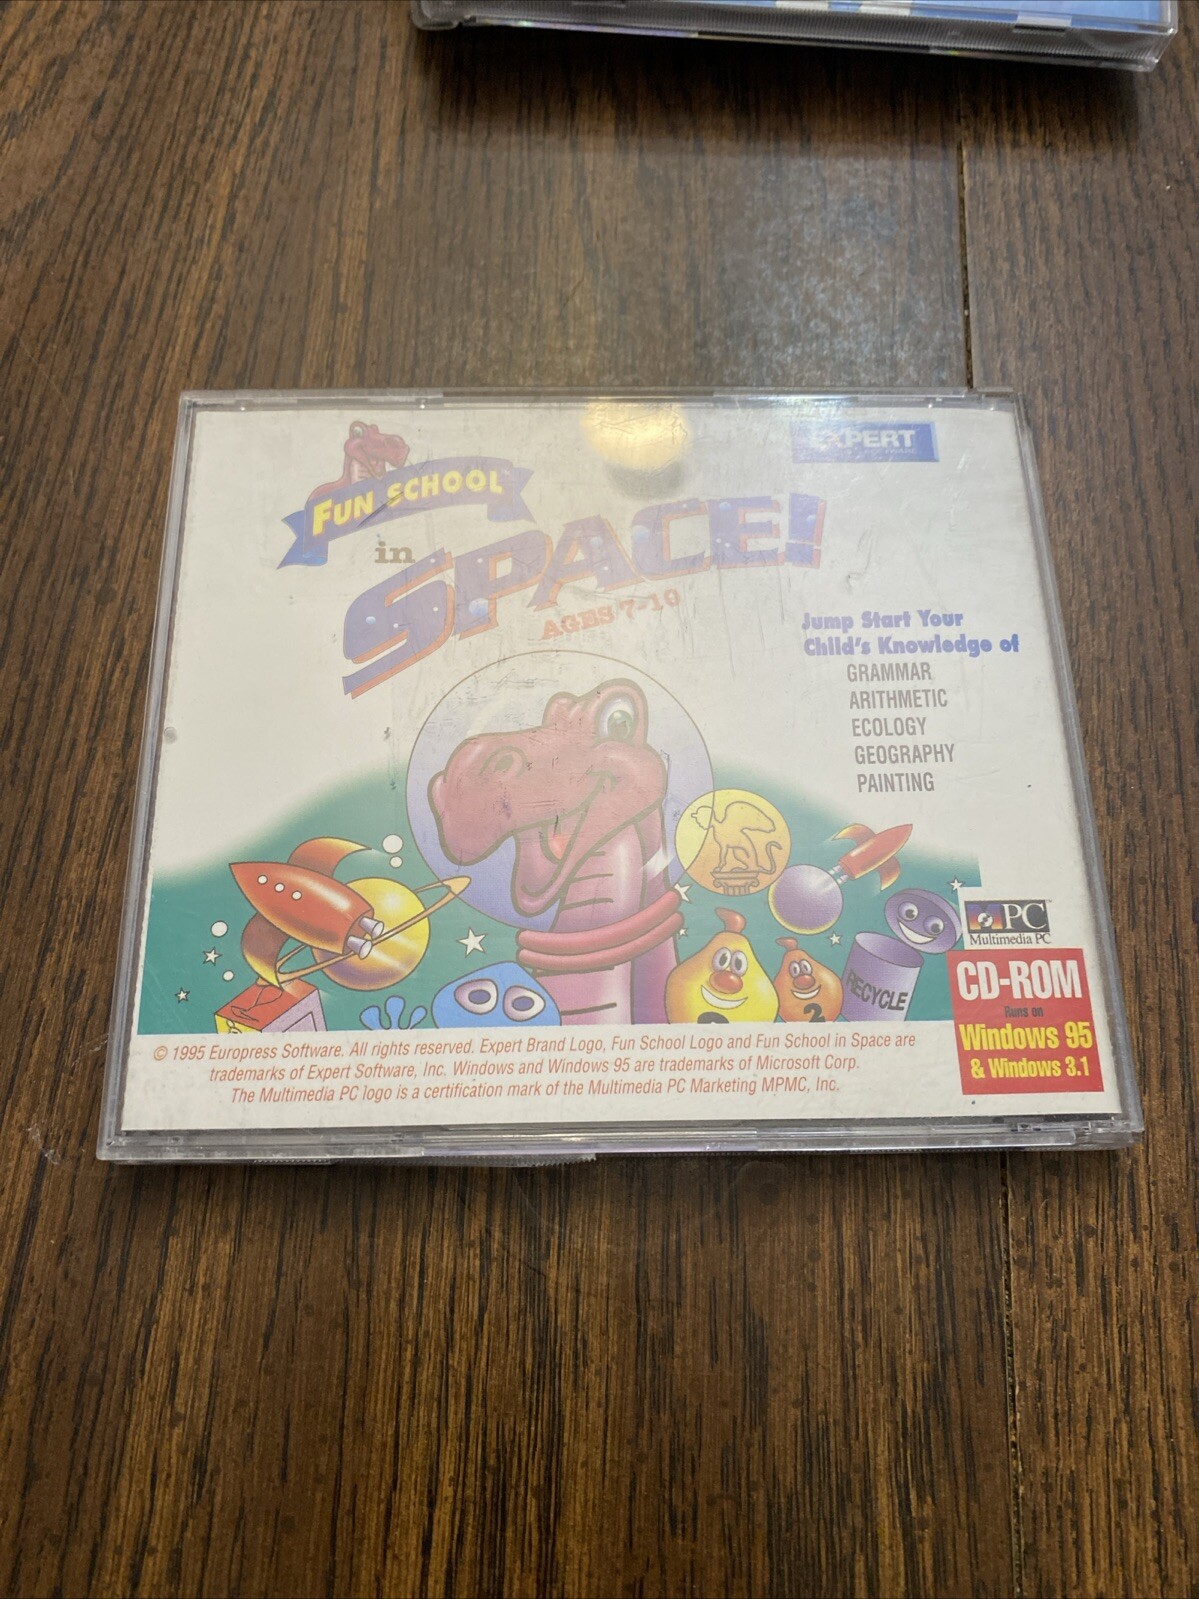 FUN SCHOOL
in
SPACE!
AGES 7-10
EXPERT
Jump Start Your
Child's Knowledge of
GRAMMAR
ARITHMETIC
ECOLOGY
GEOGRAPHY
PAINTING
RECYCLE
2
MPC
Multimedia PC
CD-ROM
Runs on
Windows 95
& Windows 3.1
© 1995 Europress Software. All rights reserved. Expert Brand Logo, Fun School Logo and Fun School in Space are
trademarks of Expert Software, Inc. Windows and Windows 95 are trademarks of Microsoft Corp.
The Multimedia PC logo is a certification mark of the Multimedia PC Marketing MPMC, Inc.